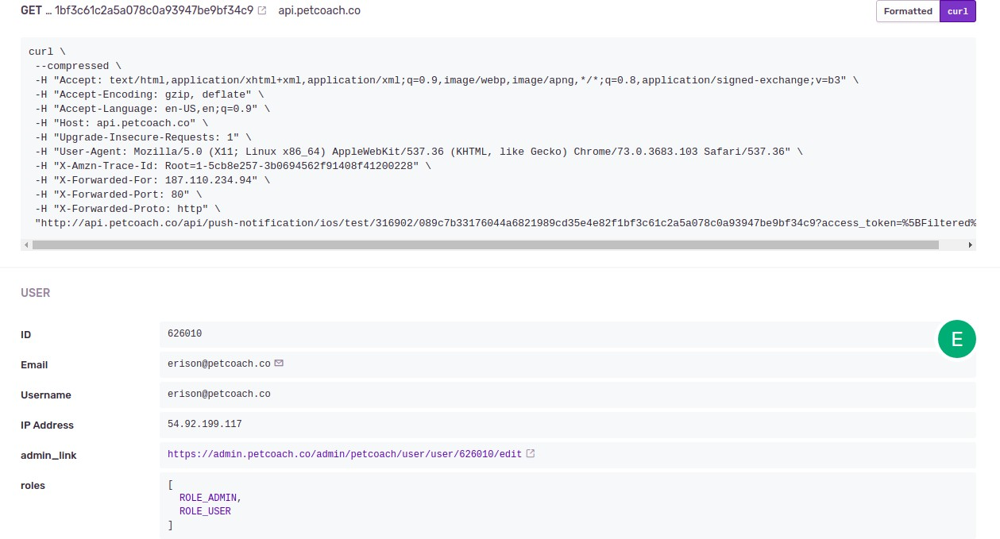 GET … 1bf3c61c2a5a078c0a93947be9bf34c9 api.petcoach.co Formatted curl
curl \
--compressed \
-H "Accept: text/html,application/xhtml+xml,application/xml;q=0.9,image/webp,image/apng,*/*;q=0.8,application/signed-exchange;v=b3" \
-H "Accept-Encoding: gzip, deflate" \
-H "Accept-Language: en-US,en;q=0.9" \
-H "Host: api.petcoach.co" \
-H "Upgrade-Insecure-Requests: 1" \
-H "User-Agent: Mozilla/5.0 (X11; Linux x86_64) AppleWebKit/537.36 (KHTML, like Gecko) Chrome/73.0.3683.103 Safari/537.36" \
-H "X-Amzn-Trace-Id: Root=1-5cb8e257-3b0694562f91408f41200228" \
-H "X-Forwarded-For: 187.110.234.94" \
-H "X-Forwarded-Port: 80" \
-H "X-Forwarded-Proto: http" \
"http://api.petcoach.co/api/push-notification/ios/test/316902/089c7b33176044a6821989cd35e4e82f1bf3c61c2a5a078c0a93947be9bf34c9?access_token=%5BFiltered%
USER
ID 626010
E
Email erison@petcoach.co
Username erison@petcoach.co
IP Address 54.92.199.117
admin_link https://admin.petcoach.co/admin/petcoach/user/user/626010/edit
roles [
ROLE_ADMIN,
ROLE_USER
]